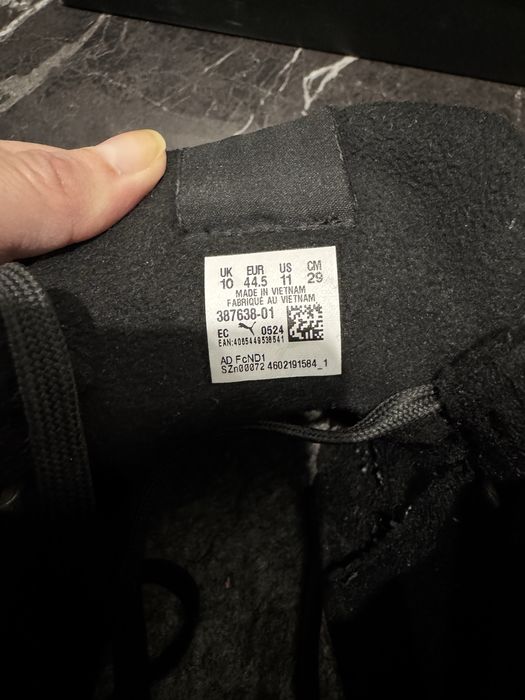 UK EUR US CM
10 44.5 11 29
MADE IN VIETNAM
FABRIQUÉ AU VIETNAM
387638-01
EC 0524
EAN:4065449538541
AD FcND1
SZn00072 4602191584_1